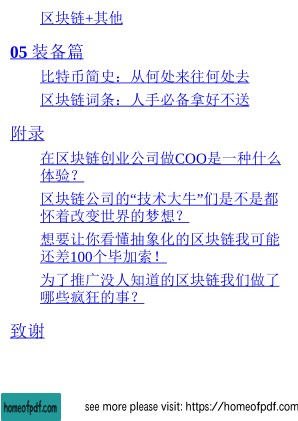 区块链+其他
05 装备篇
比特币简史：从何处来往何处去
区块链词条：人手必备拿好不送
附录
在区块链创业公司做COO是一种什么
体验？
区块链公司的“技术大牛”们是不是都
怀着改变世界的梦想？
想要让你看懂抽象化的区块链我可能
还差100个毕加索！
为了推广没人知道的区块链我们做了
哪些疯狂的事？
致谢
homeofpdf.com
see more please visit: https://homeofpdf.com